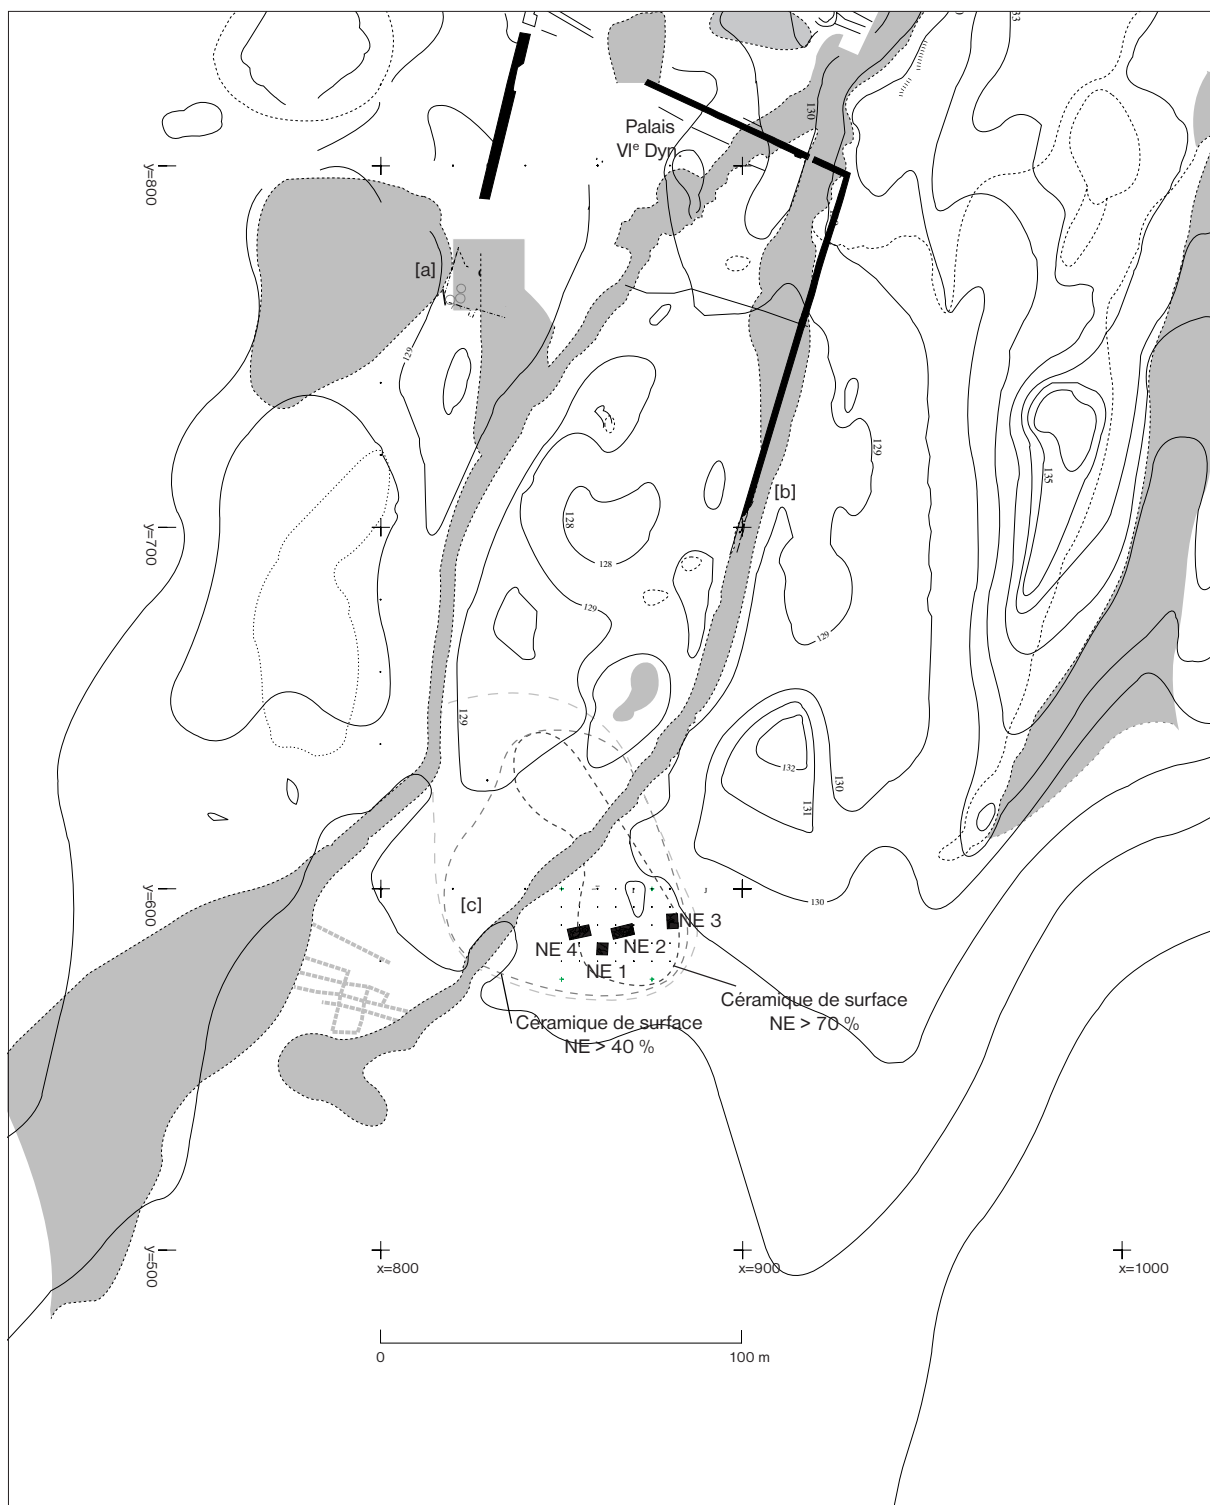 33
130
Palais
VIᵉ Dyn.
y=800
[a]
129
129
135
[b]
128
y=700
128
129
129
129
132
130
131
y=600
130
[c]
NE 3
NE 4
NE 2
NE 1
Céramique de surface
NE > 70 %
Céramique de surface
NE > 40 %
y=500
x=800
x=900
x=1000
0
100 m